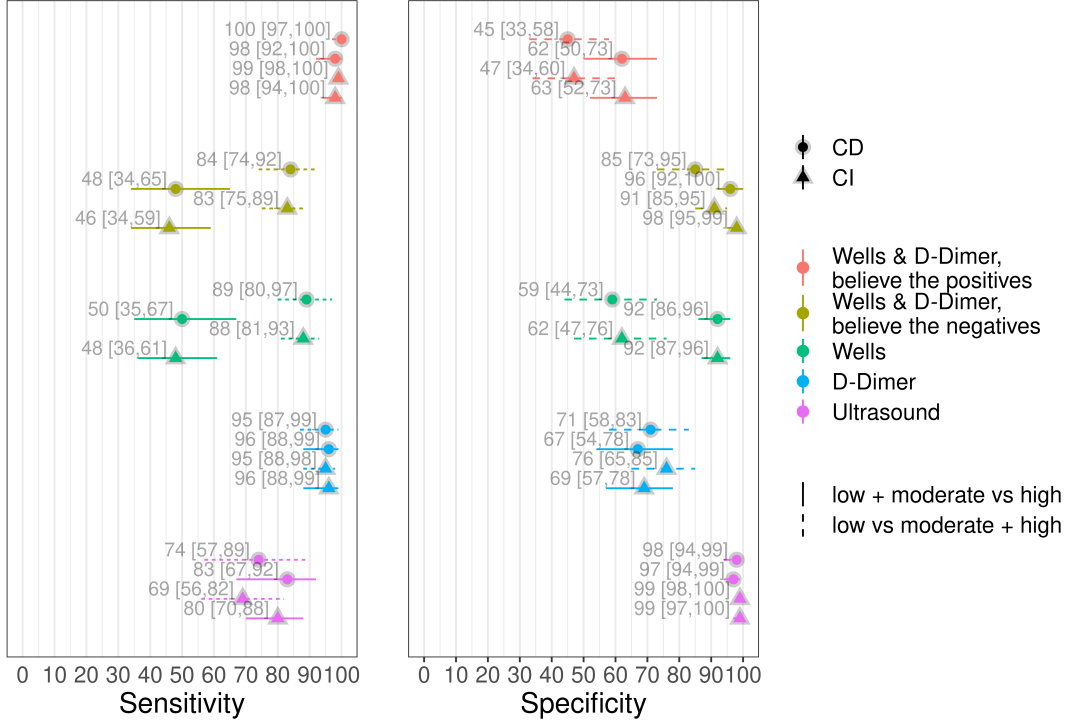 100 [97,100]
98 [92,100]
99 [98,100]
98 [94,100]
84 [74,92]
48 [34,65]
83 [75,89]
46 [34,59]
89 [80,97]
50 [35,67]
88 [81,93]
48 [36,61]
95 [87,99]
96 [88,99]
95 [88,98]
96 [88,99]
74 [57,89]
83 [67,92]
69 [56,82]
80 [70,88]
0 10 20 30 40 50 60 70 80 90 100
Sensitivity
45 [33,58]
62 [50,73]
47 [34,60]
63 [52,73]
85 [73,95]
96 [92,100]
91 [85,95]
98 [95,99]
59 [44,73]
92 [86,96]
62 [47,76]
92 [87,96]
71 [58,83]
67 [54,78]
76 [65,85]
69 [57,78]
98 [94,99]
97 [94,99]
99 [98,100]
99 [97,100]
0 10 20 30 40 50 60 70 80 90 100
Specificity
CD
CI
Wells & D-Dimer,
believe the positives
Wells & D-Dimer,
believe the negatives
Wells
D-Dimer
Ultrasound
low + moderate vs high
low vs moderate + high